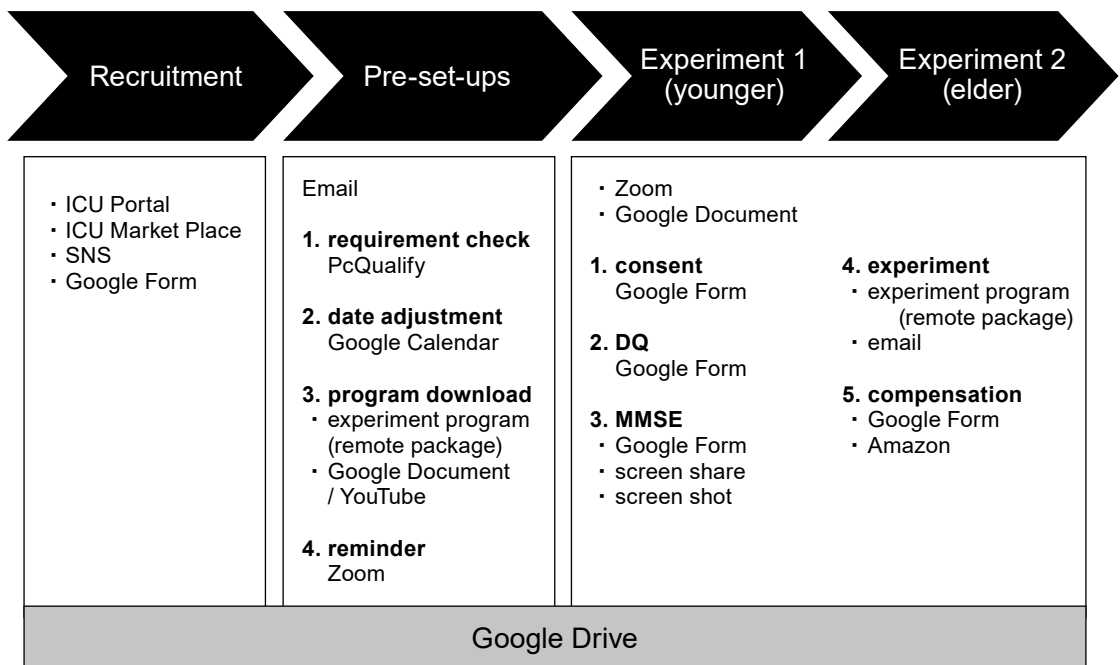 Recruitment
Pre-set-ups
Experiment 1
(younger)
Experiment 2
(elder)
・ICU Portal
・ICU Market Place
・SNS
・Google Form
Email
1. requirement check
PcQualify
2. date adjustment
Google Calendar
3. program download
・experiment program
(remote package)
・Google Document
/ YouTube
4. reminder
Zoom
・Zoom
・Google Document
1. consent
Google Form
2. DQ
Google Form
3. MMSE
・Google Form
・screen share
・screen shot
4. experiment
・experiment program
(remote package)
・email
5. compensation
・Google Form
・Amazon
Google Drive